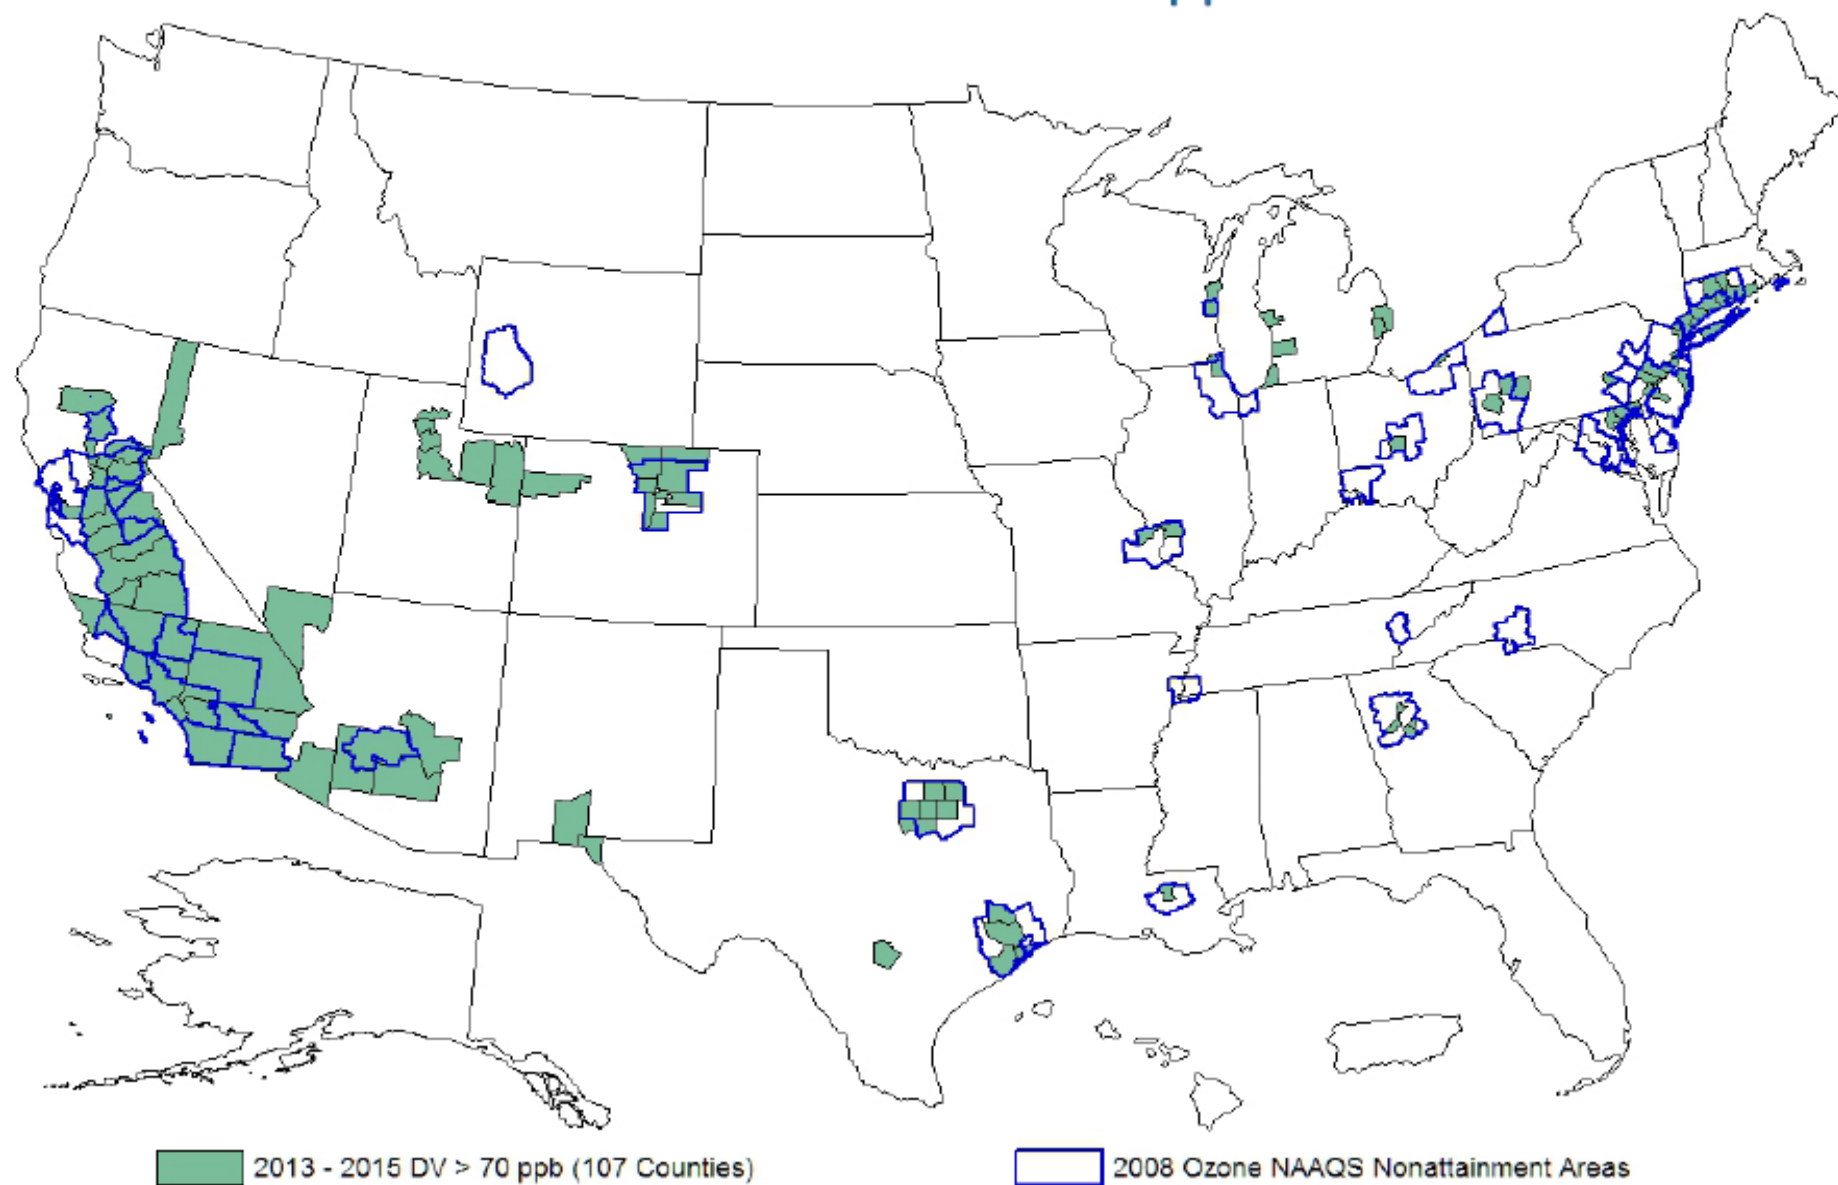 2013 - 2015 DV > 70 ppb (107 Counties)
2008 Ozone NAAQS Nonattainment Areas